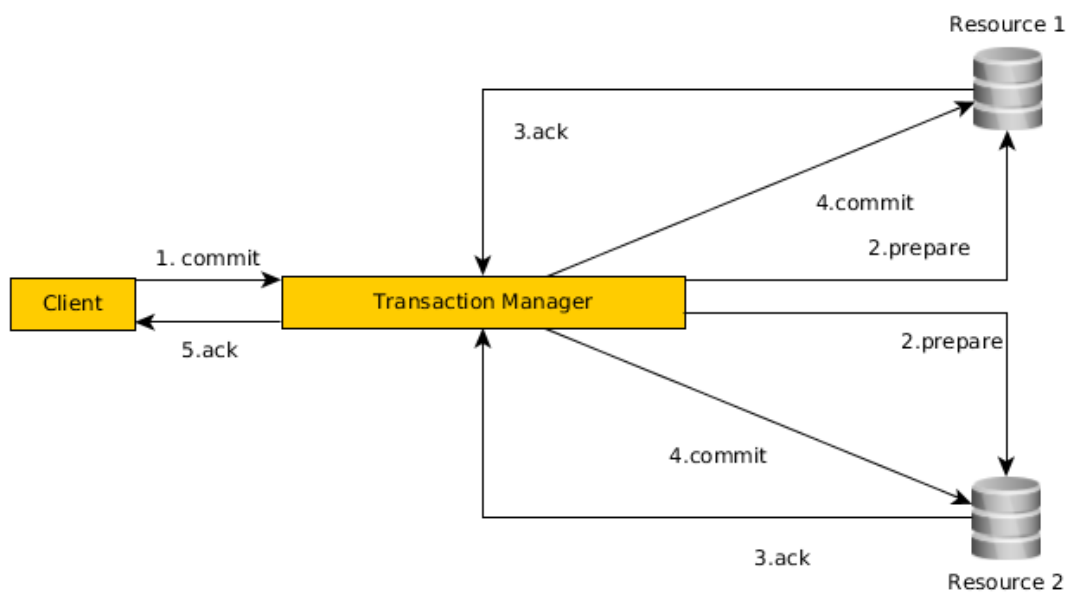 Resource 1
3.ack
4.commit
2.prepare
1. commit
Client
Transaction Manager
5.ack
2.prepare
4.commit
3.ack
Resource 2